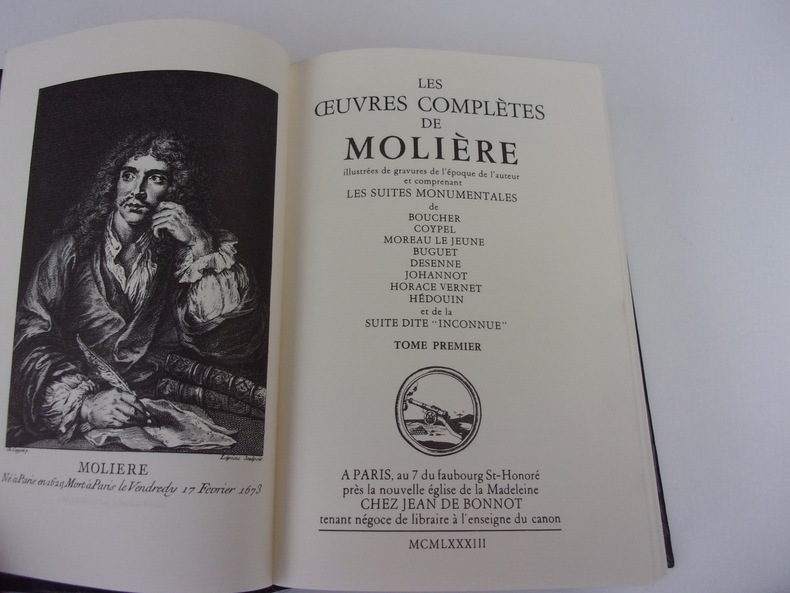 MOLIERE
Né à Paris en 1620, Mort à Paris le Vendredy 17 Fevrier 1673
LES
ŒUVRES COMPLÈTES
DE
MOLIÈRE
illustrées de gravures de l'époque de l'auteur
et comprenant
LES SUITES MONUMENTALES
de
BOUCHER
COYPEL
MOREAU LE JEUNE
BUGUET
DESENNE
JOHANNOT
HORACE VERNET
HÉDOUIN
et de la
SUITE DITE "INCONNUE"
TOME PREMIER
A PARIS, au 7 du faubourg St-Honoré
près la nouvelle église de la Madeleine
CHEZ JEAN DE BONNOT
tenant négoce de libraire à l'enseigne du canon
MCMLXXXIII